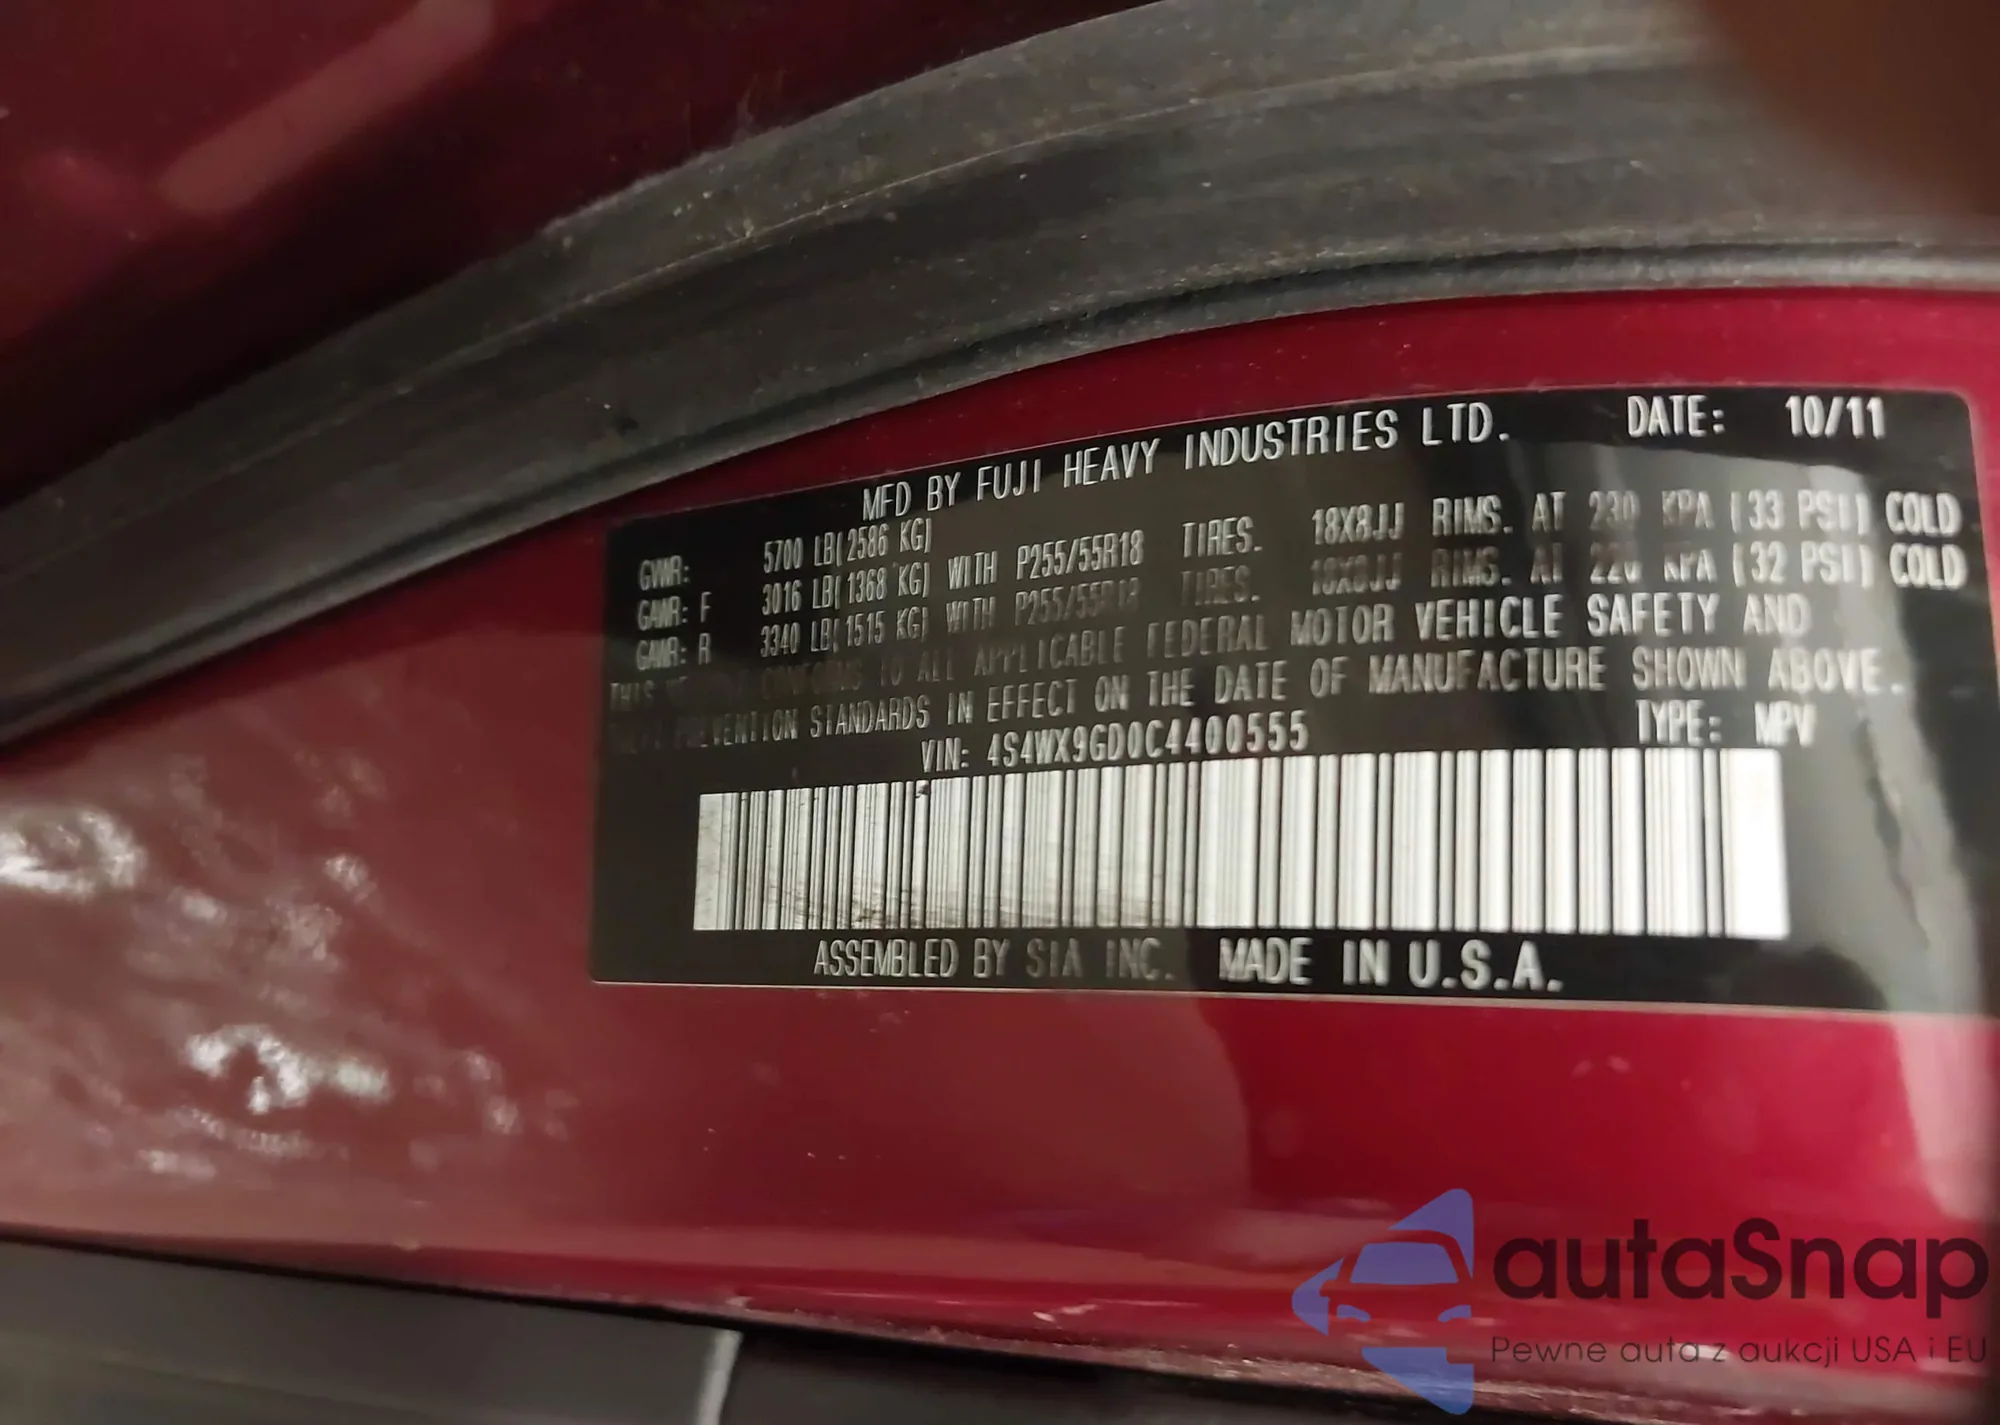 MFD BY FUJI HEAVY INDUSTRIES LTD. DATE: 10/11
GVWR: 5700 LB(2586 KG)
GAWR: F 3016 LB(1368 KG) WITH P255/55R18 TIRES. 18X8JJ RIMS. AT 230 KPA (33 PSI) COLD
GAWR: R 3340 LB(1515 KG) WITH P255/55R18 TIRES. 18X8JJ RIMS. AT 220 KPA (32 PSI) COLD
THIS VEHICLE CONFORMS TO ALL APPLICABLE FEDERAL MOTOR VEHICLE SAFETY AND
THEFT PREVENTION STANDARDS IN EFFECT ON THE DATE OF MANUFACTURE SHOWN ABOVE.
VIN: 4S4WX9GD0C4400555 TYPE: MPV
ASSEMBLED BY SIA INC. MADE IN U.S.A.
autaSnap
Pewne auta z aukcji USA i EU